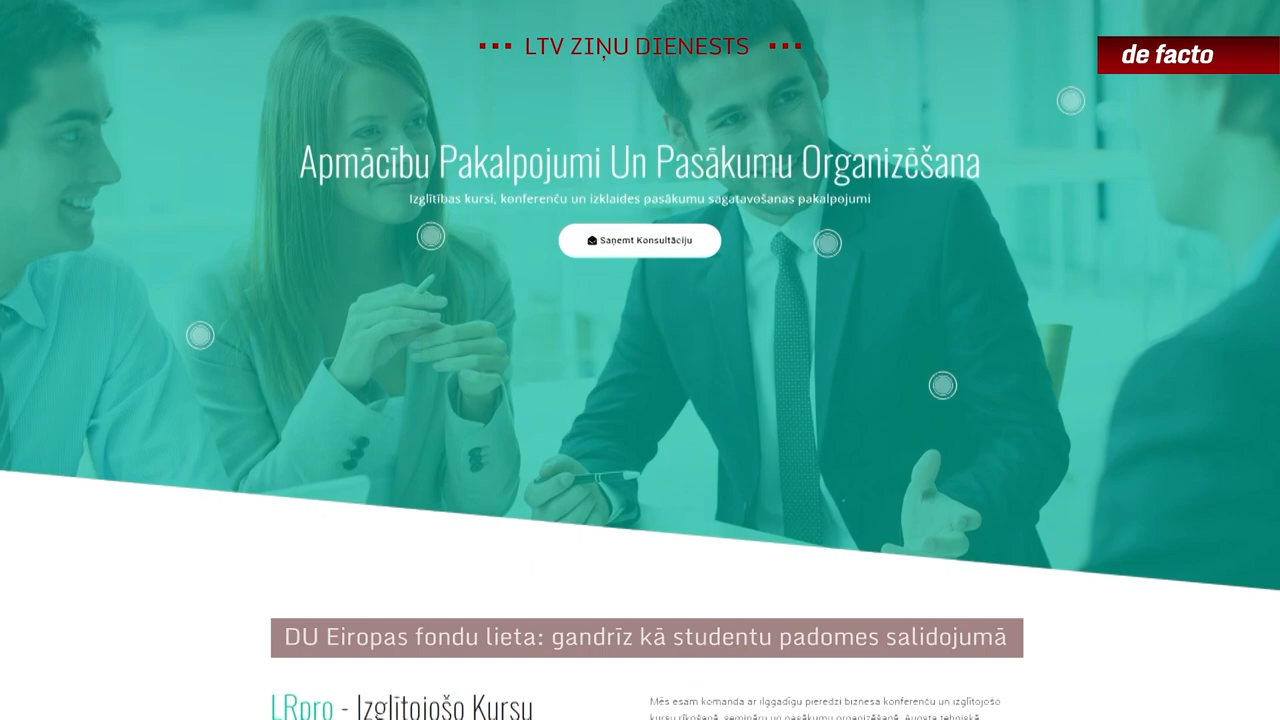 LTV ZIŅU DIENESTS
de facto
Apmācību Pakalpojumi Un Pasākumu Organizēšana
Izglītības kursi, konferenču un izklaides pasākumu sagatavošanas pakalpojumi
Saņemt Konsultāciju
DU Eiropas fondu lieta: gandrīz kā studentu padomes salidojumā
LRpro - Izglītojošo Kursu
Mēs esam komanda ar ilggadīgu pieredzi biznesa konferenču un izglītojošo
kursu rīkošanā, semināru un pasākumu organizēšanā. Augsta tehniskā